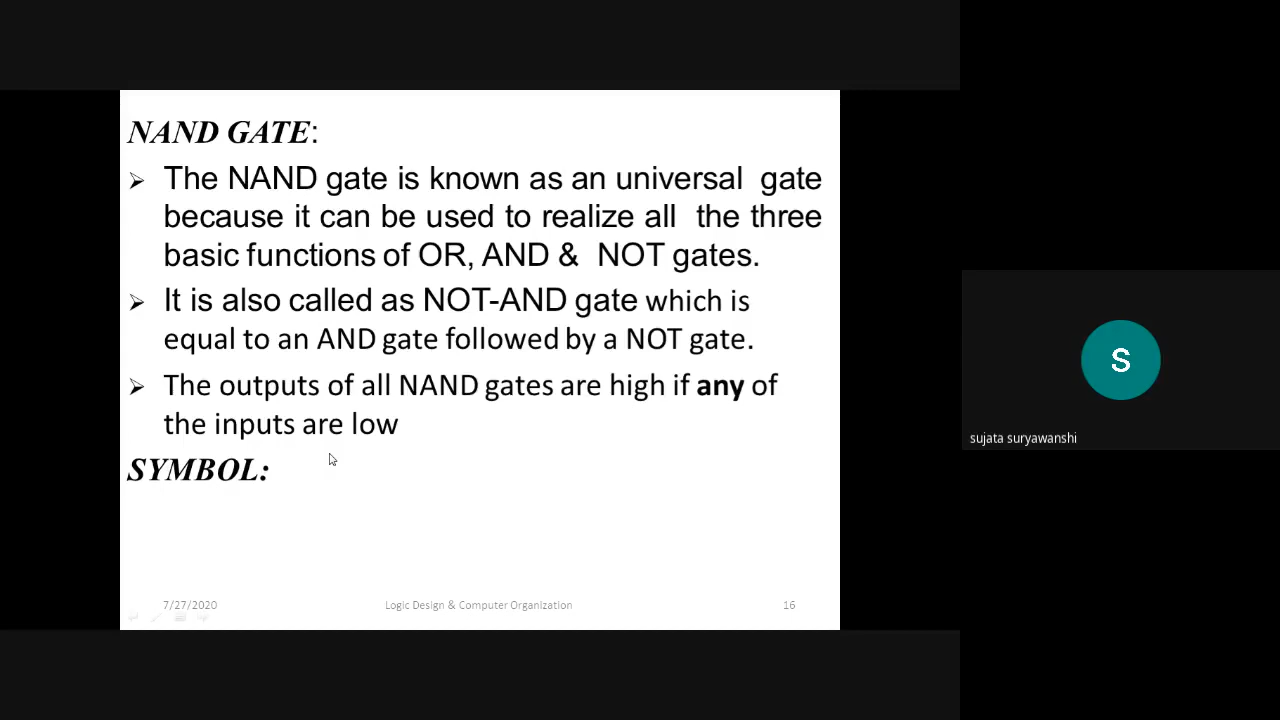 NAND GATE:
➢ The NAND gate is known as an universal gate
because it can be used to realize all the three
basic functions of OR, AND & NOT gates.
➢ It is also called as NOT-AND gate which is
equal to an AND gate followed by a NOT gate.
➢ The outputs of all NAND gates are high if any of
the inputs are low
SYMBOL:
7/27/2020 Logic Design & Computer Organization 16
S
sujata suryawanshi